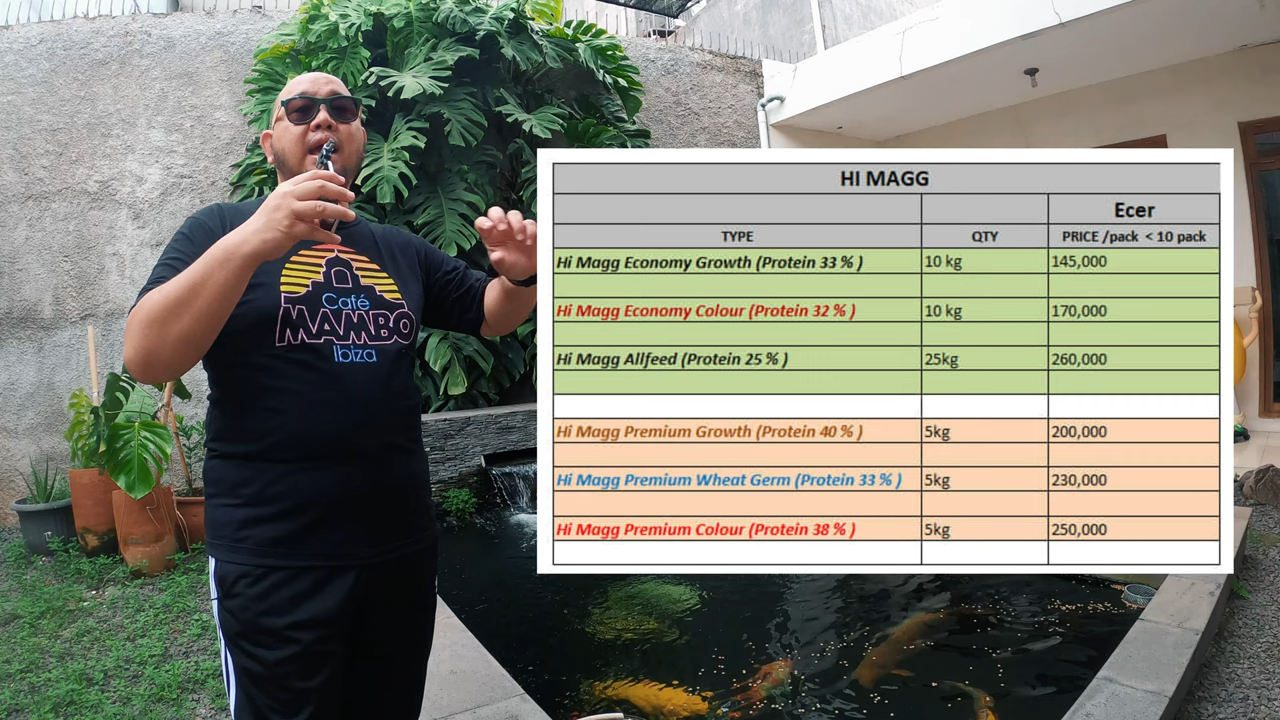 Café
MAMBO
Ibiza
HI MAGG
Ecer
TYPE QTY PRICE /pack < 10 pack
Hi Magg Economy Growth (Protein 33 % ) 10 kg 145,000
Hi Magg Economy Colour (Protein 32 % ) 10 kg 170,000
Hi Magg Allfeed (Protein 25 % ) 25kg 260,000
Hi Magg Premium Growth (Protein 40 % ) 5kg 200,000
Hi Magg Premium Wheat Germ (Protein 33 % ) 5kg 230,000
Hi Magg Premium Colour (Protein 38 % ) 5kg 250,000